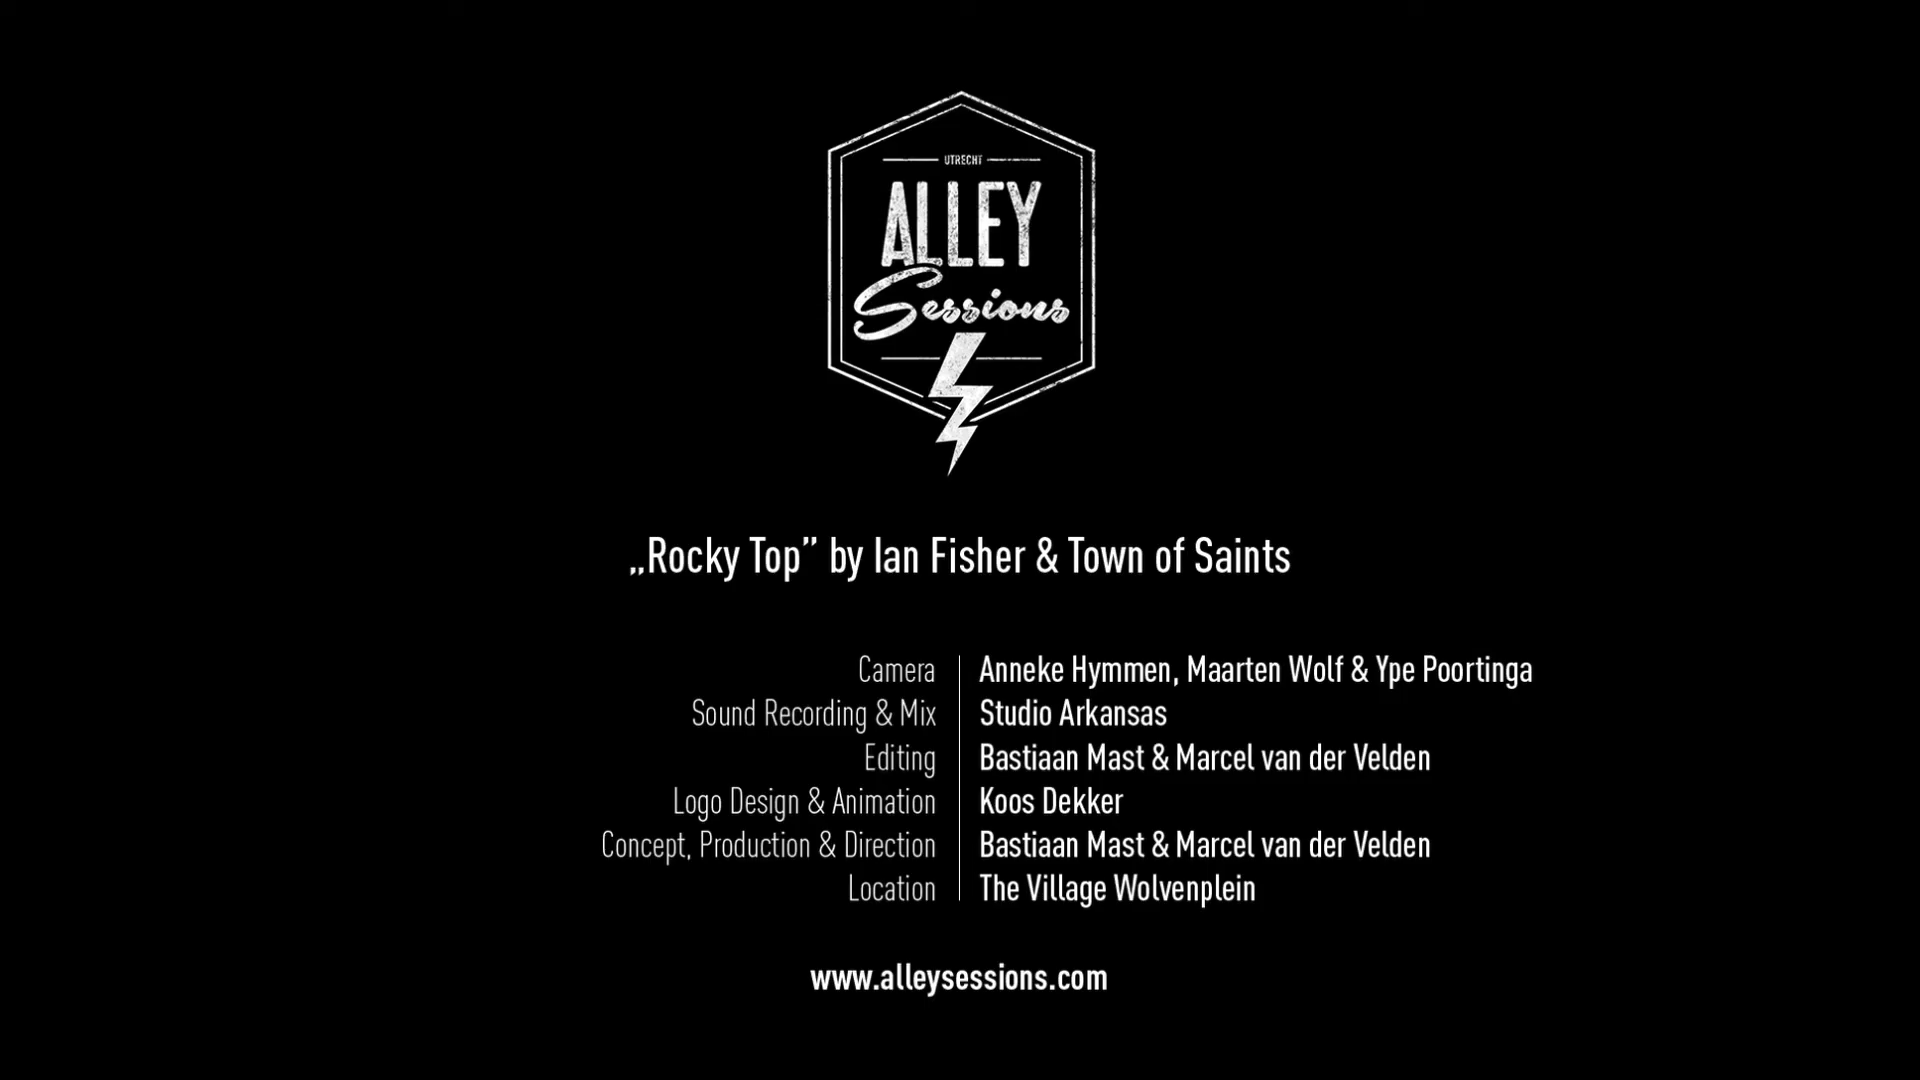 UTRECHT
ALLEY
Sessions
„Rocky Top” by Ian Fisher & Town of Saints
Camera Anneke Hymmen, Maarten Wolf & Ype Poortinga
Sound Recording & Mix Studio Arkansas
Editing Bastiaan Mast & Marcel van der Velden
Logo Design & Animation Koos Dekker
Concept, Production & Direction Bastiaan Mast & Marcel van der Velden
Location The Village Wolvenplein
www.alleysessions.com